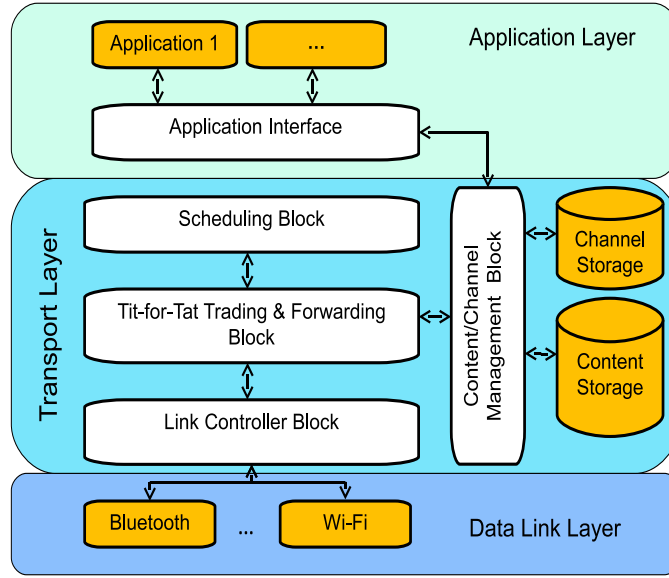 Application 1
...
Application Layer
Application Interface
Transport Layer
Scheduling Block
Tit-for-Tat Trading & Forwarding
Block
Link Controller Block
Content/Channel
Management Block
Channel
Storage
Content
Storage
Bluetooth
...
Wi-Fi
Data Link Layer